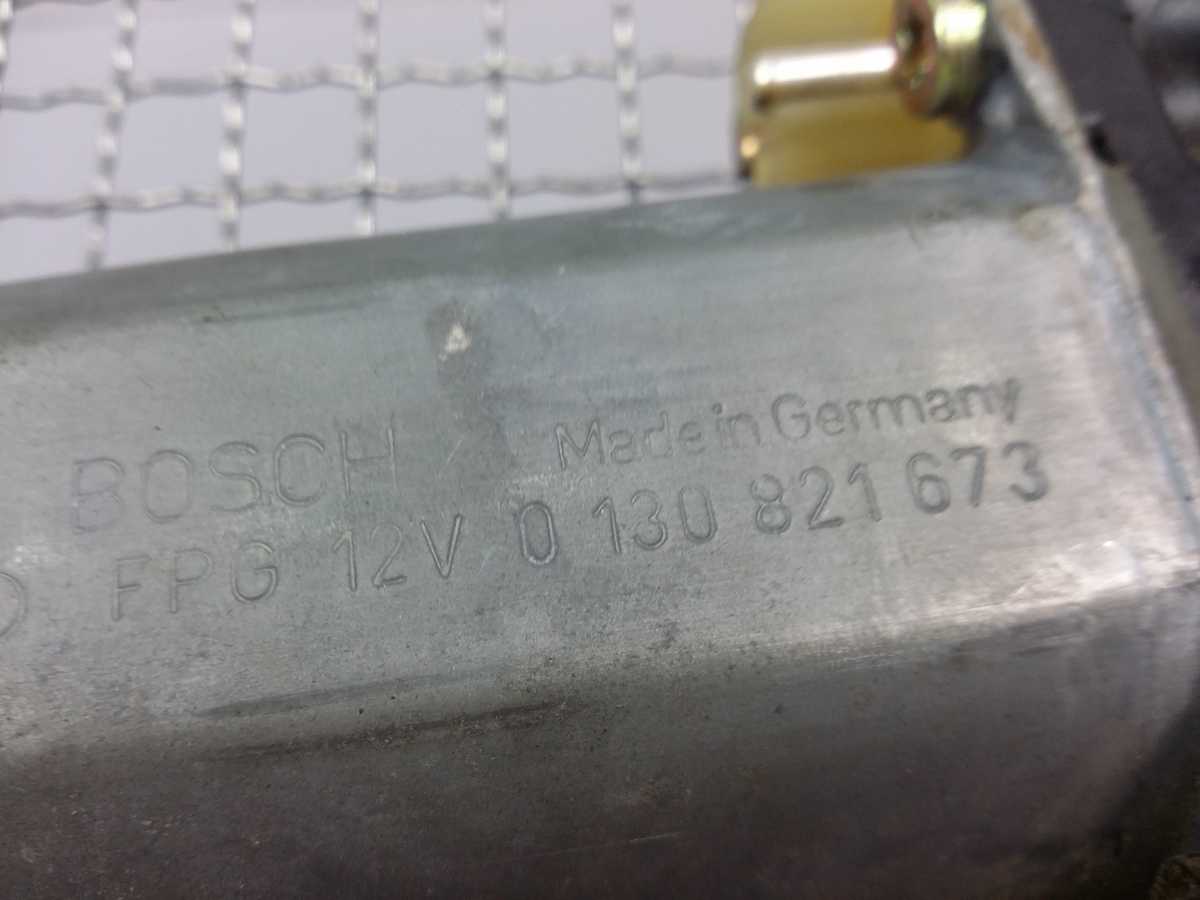 BOSCH
Made in Germany
FPG 12V 0 130 821 673